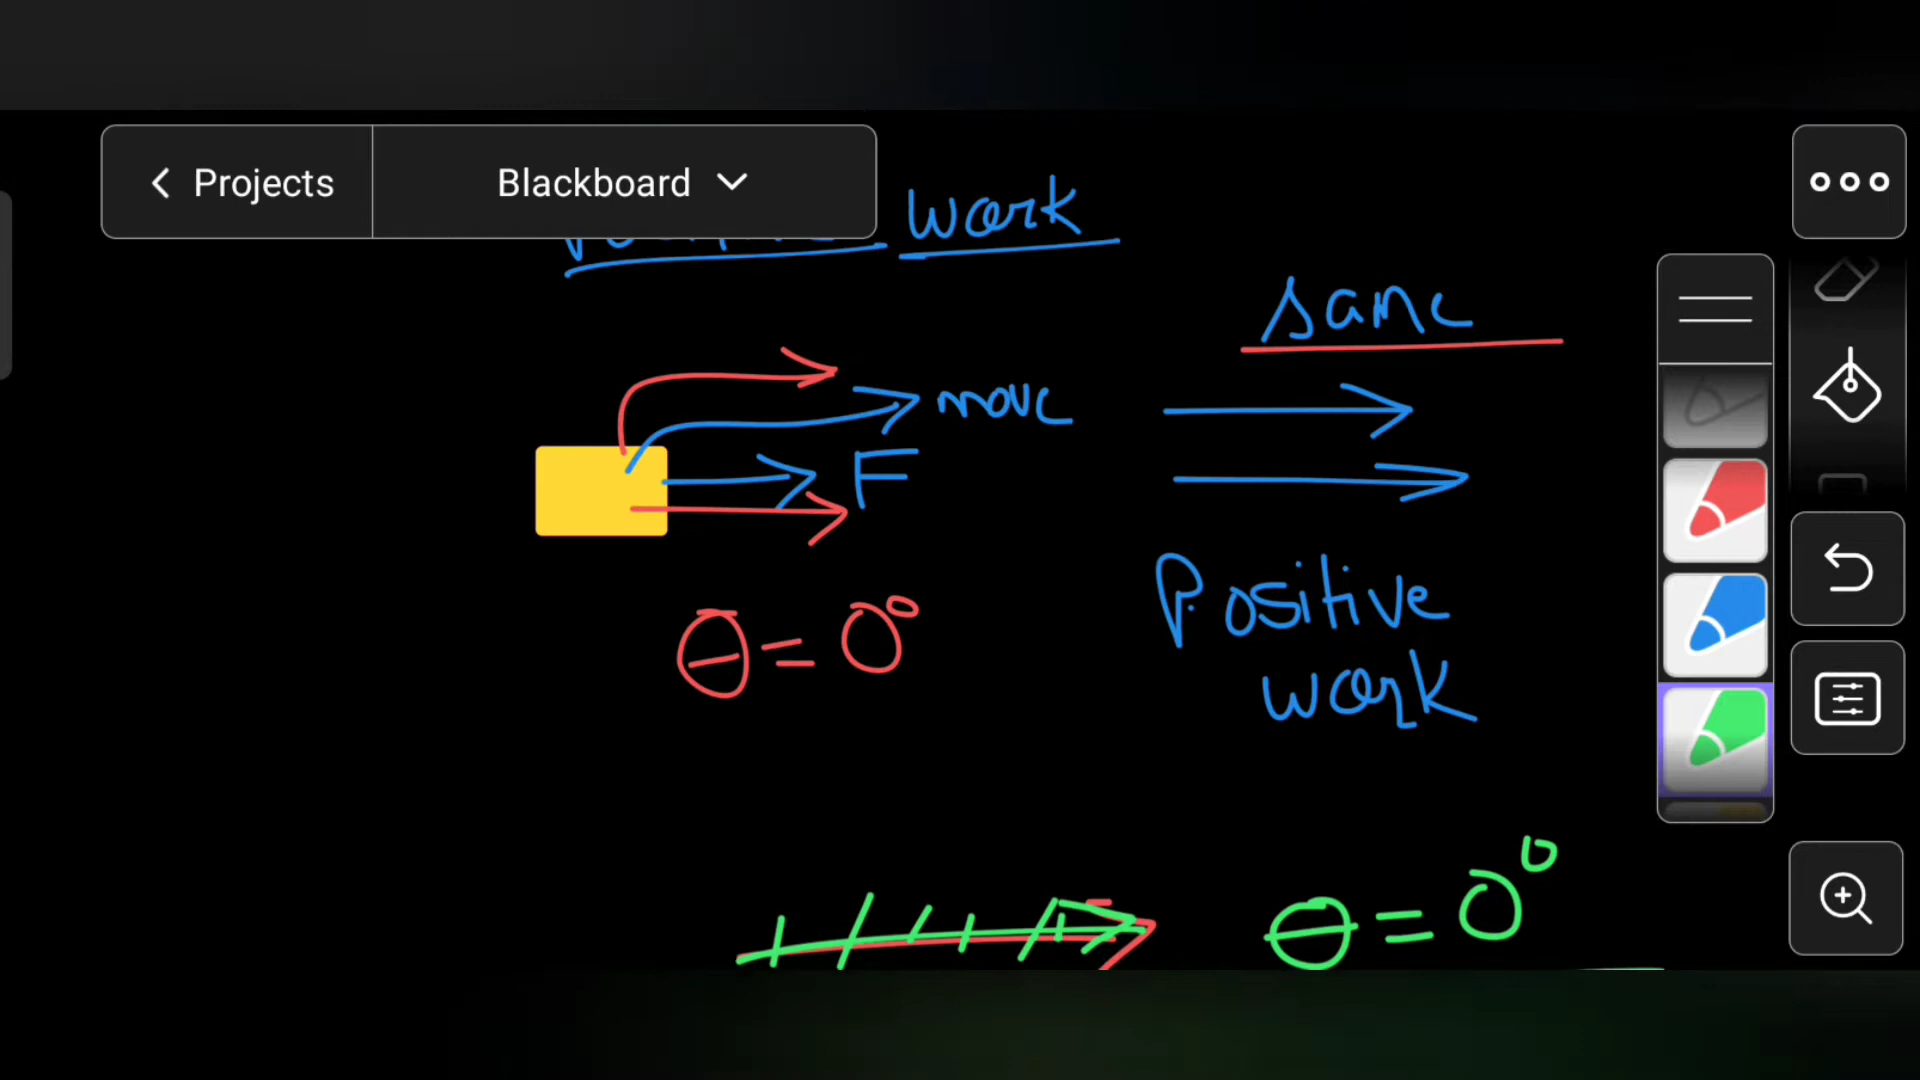 Projects
Blackboard
work
same
move
F
Θ = 0°
Positive
work
Θ = 0°